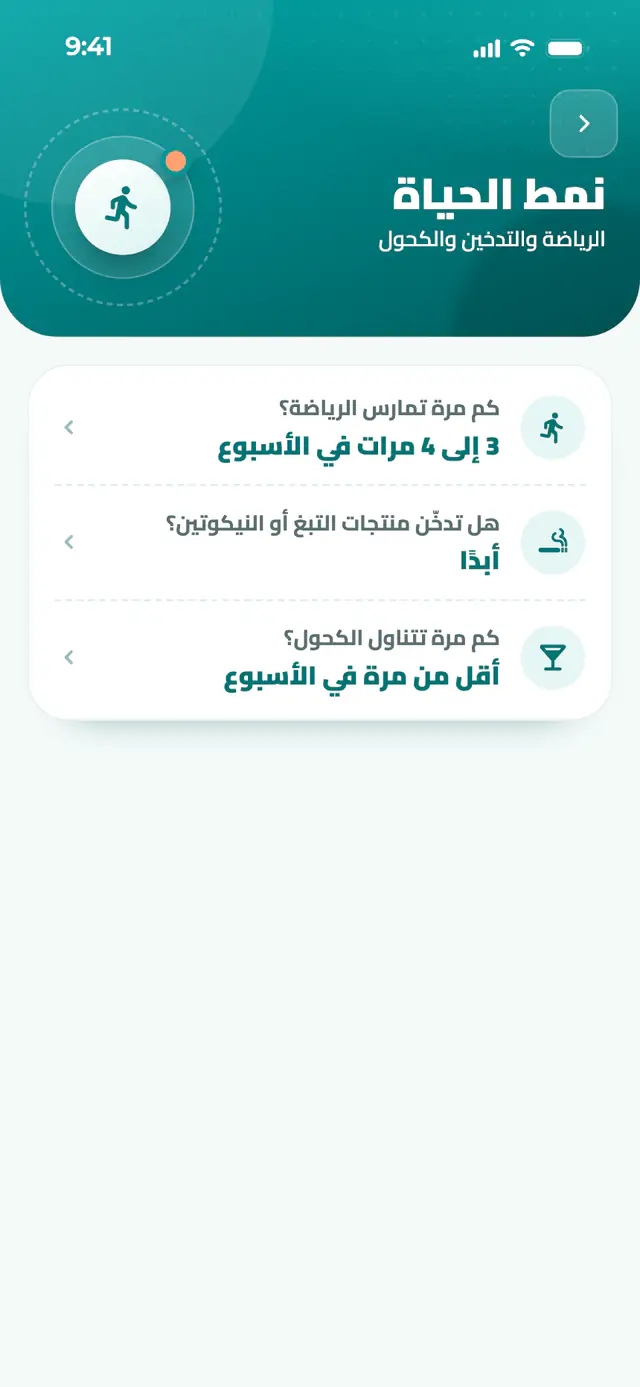 9:41
نمط الحياة
الرياضة والتدخين والكحول
كم مرة تمارس الرياضة؟
3 إلى 4 مرات في الأسبوع
هل تدخّن منتجات التبغ أو النيكوتين؟
أبدًا
كم مرة تتناول الكحول؟
أقل من مرة في الأسبوع